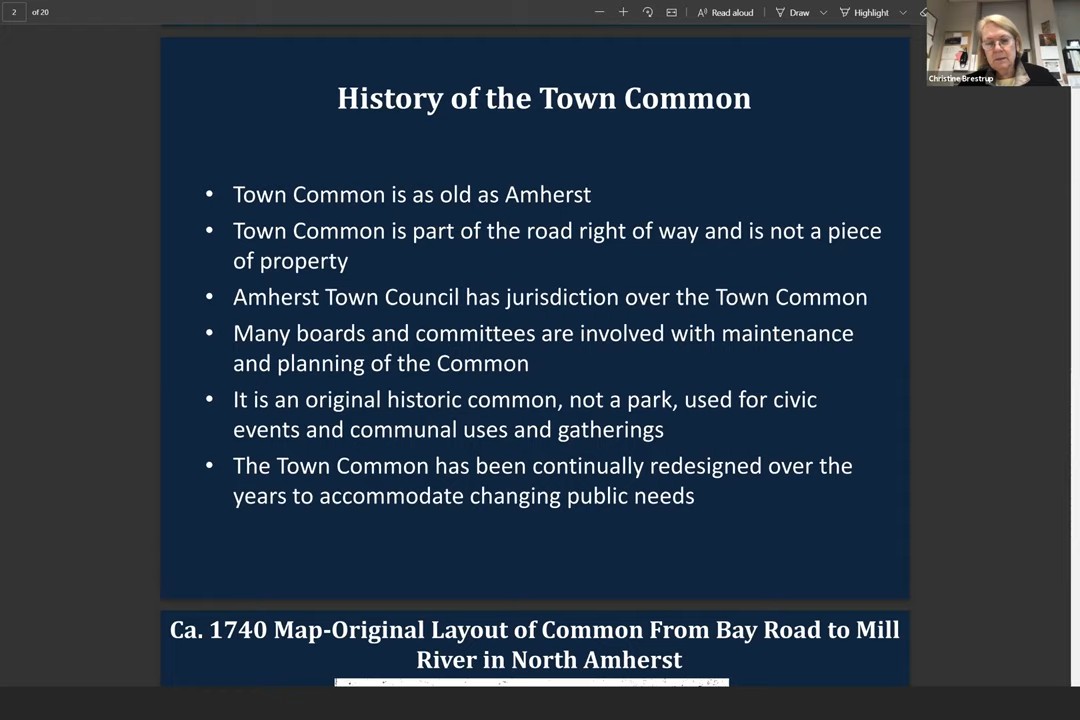 2 of 20
Read aloud
Draw
Highlight
Christine Brestrup
History of the Town Common
• Town Common is as old as Amherst
• Town Common is part of the road right of way and is not a piece
of property
• Amherst Town Council has jurisdiction over the Town Common
• Many boards and committees are involved with maintenance
and planning of the Common
• It is an original historic common, not a park, used for civic
events and communal uses and gatherings
• The Town Common has been continually redesigned over the
years to accommodate changing public needs
Ca. 1740 Map-Original Layout of Common From Bay Road to Mill
River in North Amherst